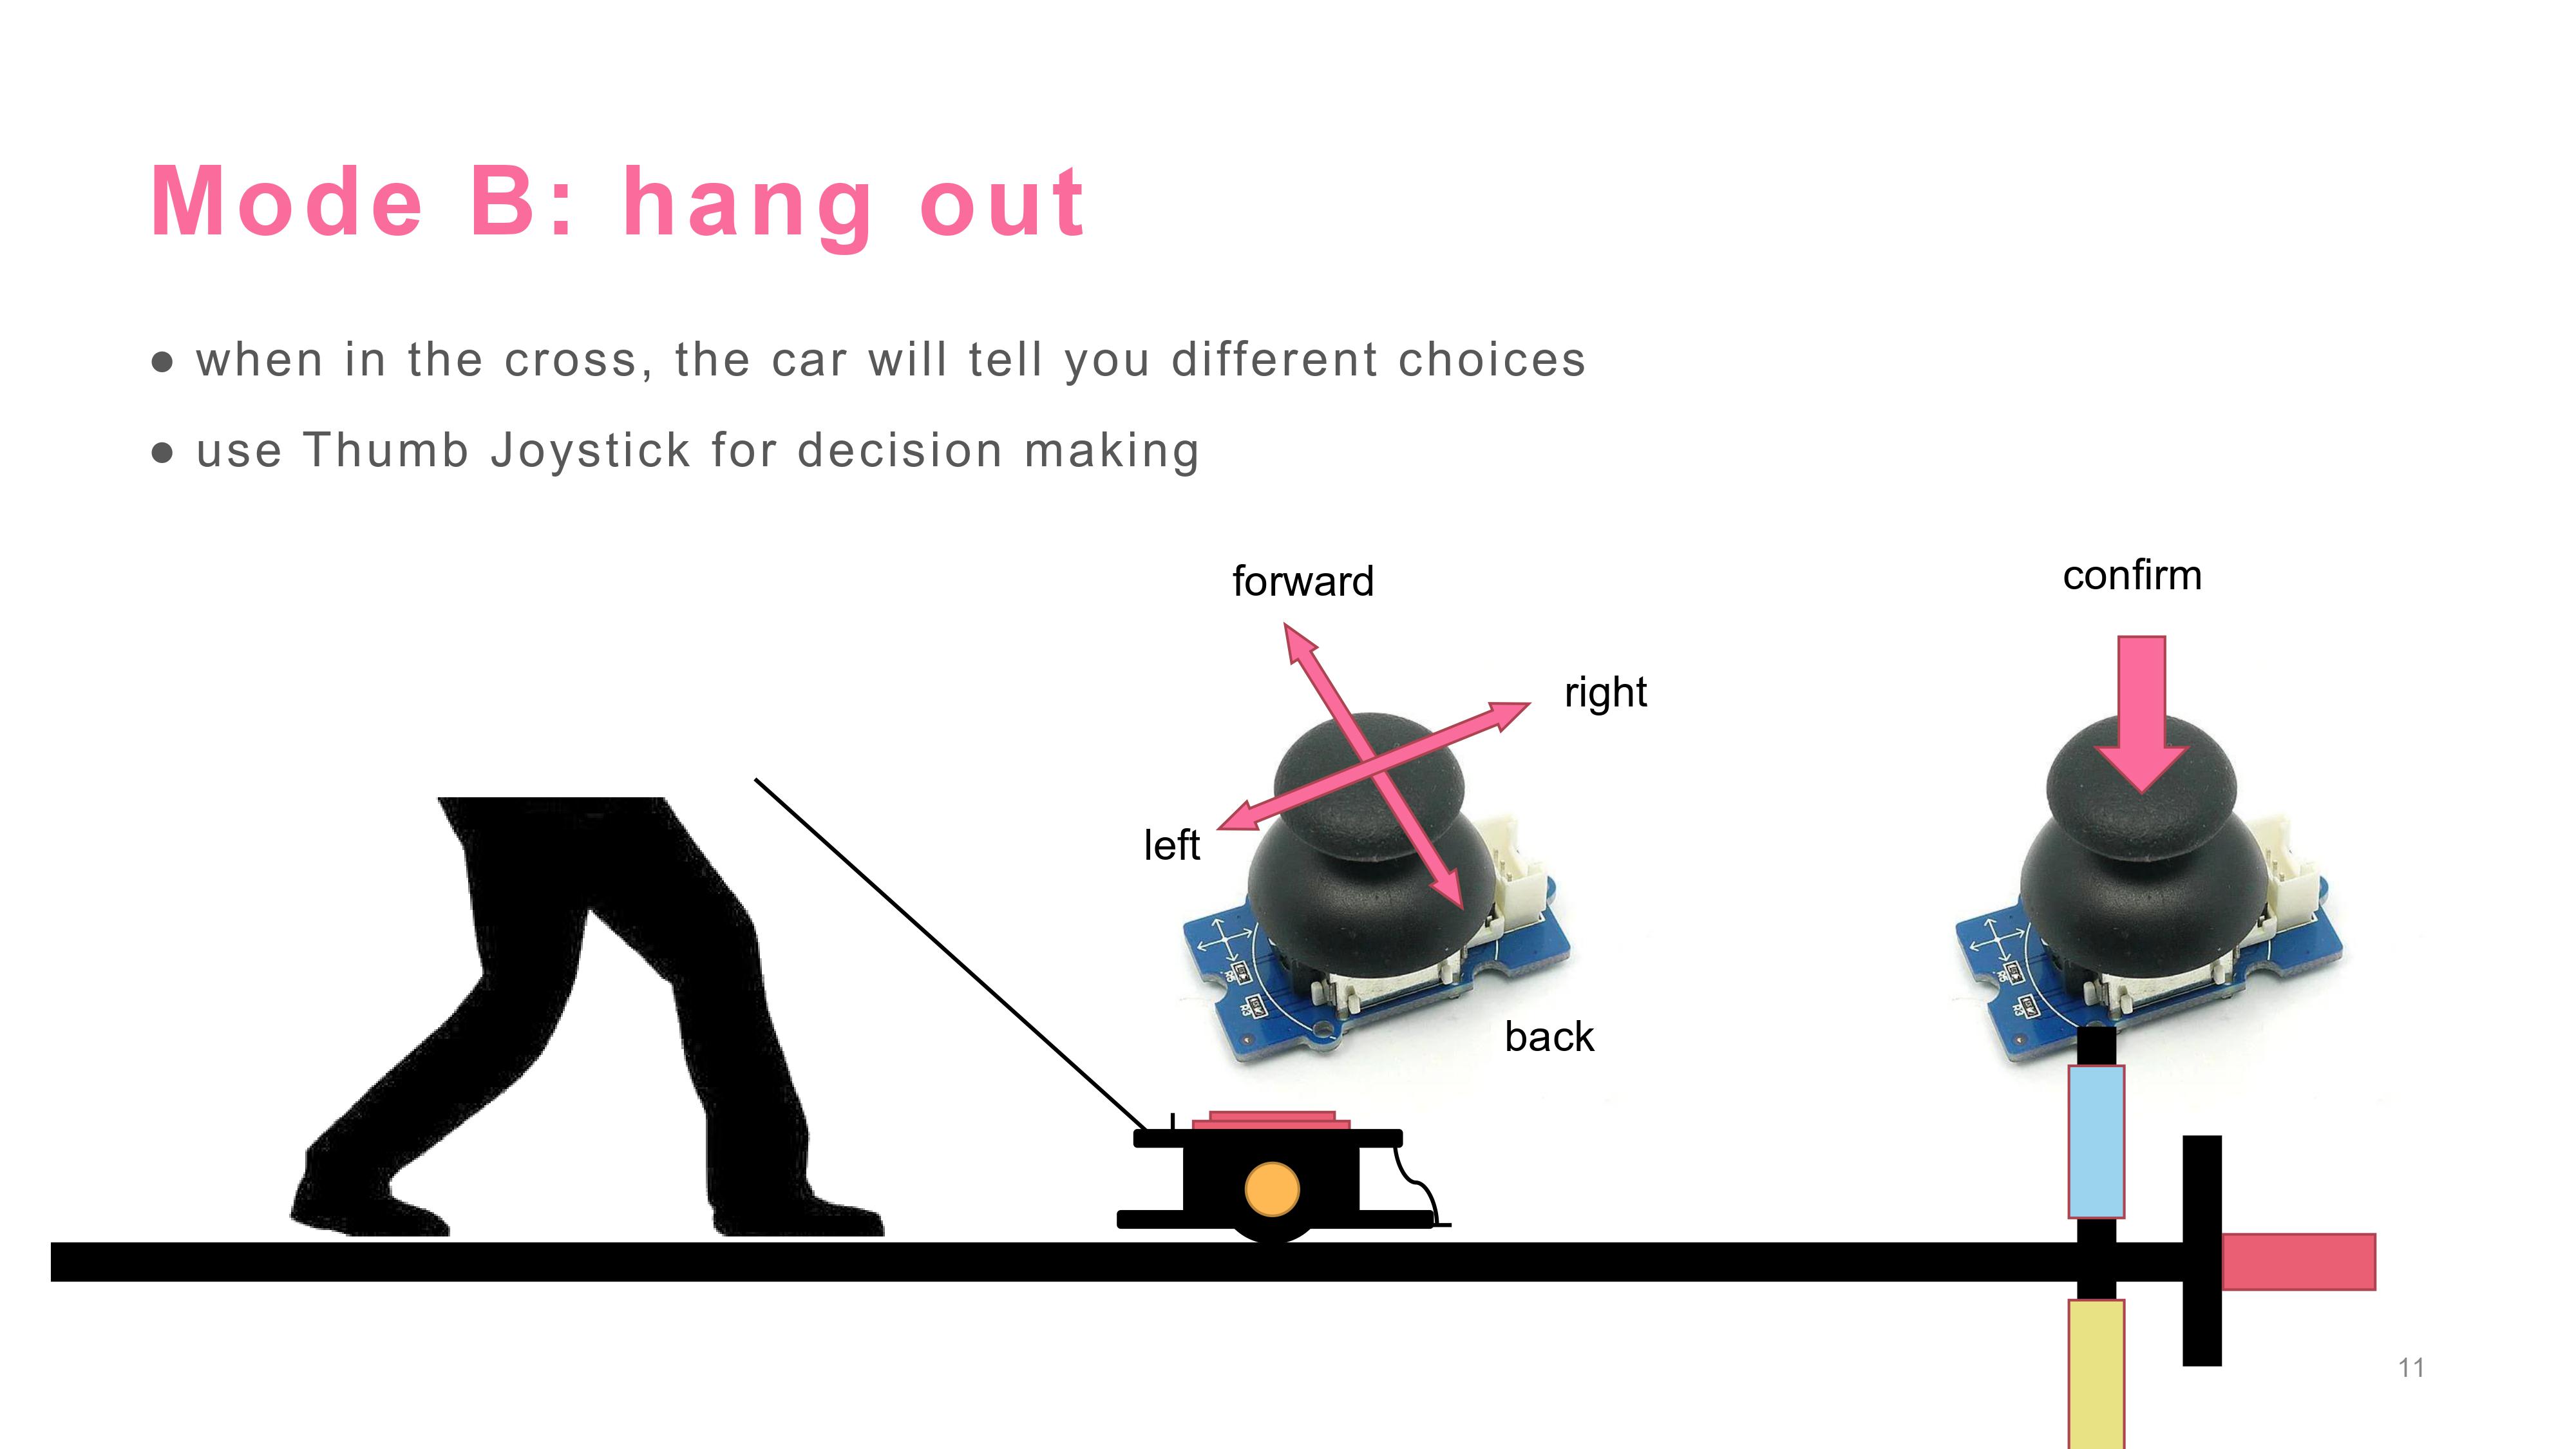 Mode B: hang out
● when in the cross, the car will tell you different choices
● use Thumb Joystick for decision making
forward
confirm
right
left
back
11